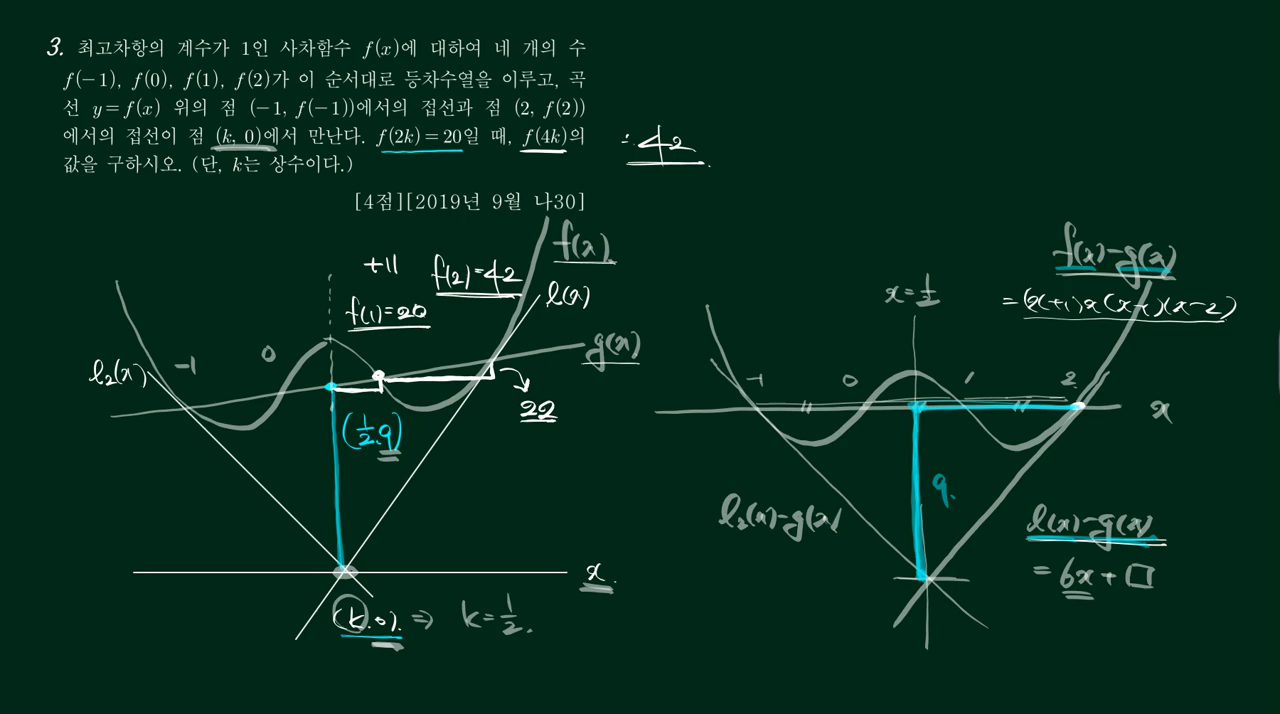 3. 최고차항의 계수가 1인 사차함수 f(x)에 대하여 네 개의 수
f(-1), f(0), f(1), f(2)가 이 순서대로 등차수열을 이루고, 곡
선 y=f(x) 위의 점 (-1, f(-1))에서의 접선과 점 (2, f(2))
에서의 접선이 점 (k, 0)에서 만난다. f(2k)=20일 때, f(4k)의
값을 구하시오. (단, k는 상수이다.)
[4점][2019년 9월 나30]
∴ 42
f(x)
+11
f(2)=42
l(x)
f(1)=20
g(x)
l₂(x)
-1
0
22
(1/2, 9)
x
(k, 0) ⇒ k=1/2.
f(x)-g(x)
=(x+1)x(x-1)(x-2)
x=1/2
-1
0
1
2
x
9
l₂(x)-g(x)
l(x)-g(x)
=6x+□